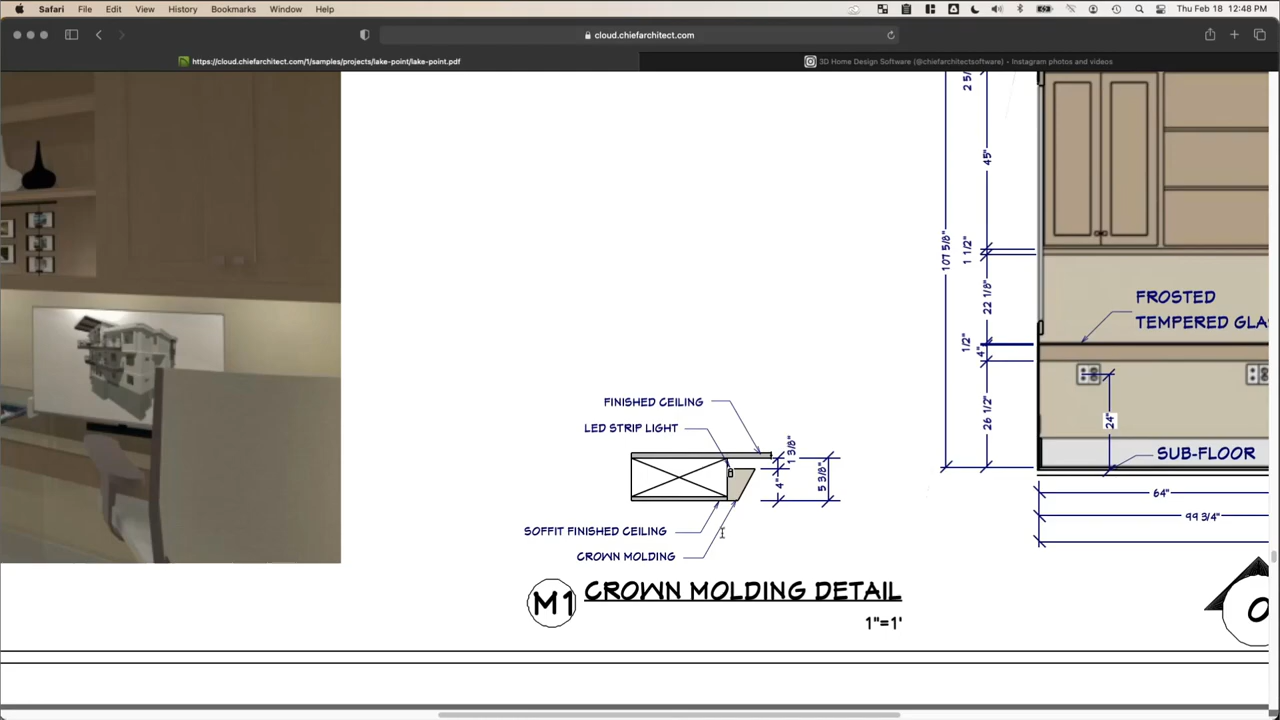 Safari File Edit View History Bookmarks Window Help Thu Feb 18 12:48 PM
cloud.chiefarchitect.com
https://cloud.chiefarchitect.com/1/samples/projects/lake-point/lake-point.pdf
3D Home Design Software (@chiefarchitectsoftware) • Instagram photos and videos
45"
107 5/8"
1 1/2"
22 1/8"
1/2"
4"
26 1/2"
FROSTED
TEMPERED GLA
24"
SUB-FLOOR
64"
99 3/4"
FINISHED CEILING
LED STRIP LIGHT
1 3/8"
4"
5 3/8"
SOFFIT FINISHED CEILING
CROWN MOLDING
M1 CROWN MOLDING DETAIL
1"=1'